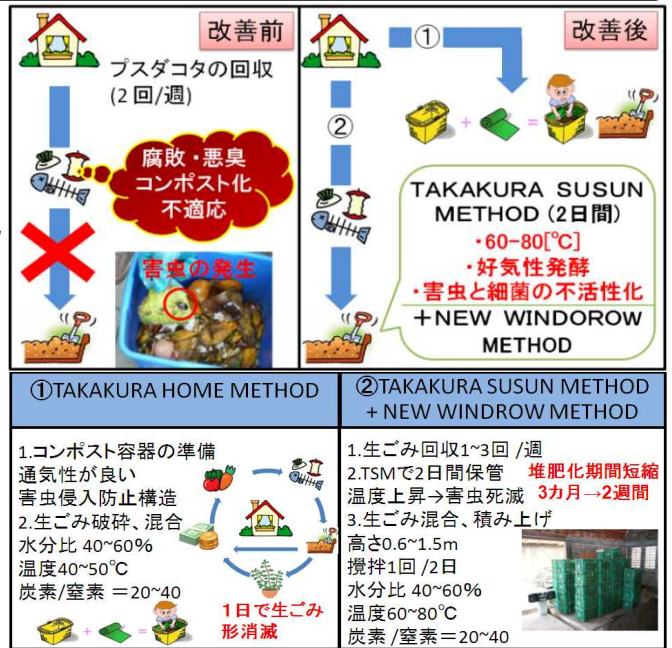 改善前
プスダコタの回収
(2回/週)
腐敗・悪臭
コンポスト化
不適応
害虫の発生
改善後
①
②
+
=
TAKAKURA SUSUN
METHOD (2日間)
・60-80[℃]
・好気性発酵
・害虫と細菌の不活性化
+NEW WINDOROW
METHOD
①TAKAKURA HOME METHOD
1.コンポスト容器の準備
通気性が良い
害虫侵入防止構造
2.生ごみ破砕、混合
水分比 40~60%
温度40~50℃
炭素/窒素 =20~40
+
=
1日で生ごみ
形消滅
②TAKAKURA SUSUN METHOD
+ NEW WINDROW METHOD
1.生ごみ回収1~3回 /週
2.TSMで2日間保管
温度上昇→害虫死滅
堆肥化期間短縮
3カ月→2週間
3.生ごみ混合、積み上げ
高さ0.6~1.5m
攪拌1回 /2日
水分比 40~60%
温度60~80℃
炭素 /窒素=20~40